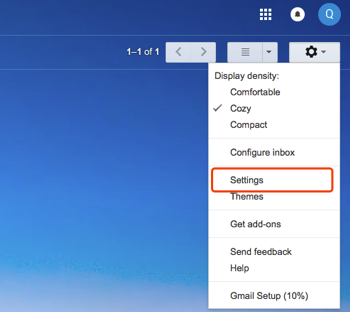 Q
1–1 of 1
Display density:
Comfortable
Cozy
Compact
Configure inbox
Settings
Themes
Get add-ons
Send feedback
Help
Gmail Setup (10%)